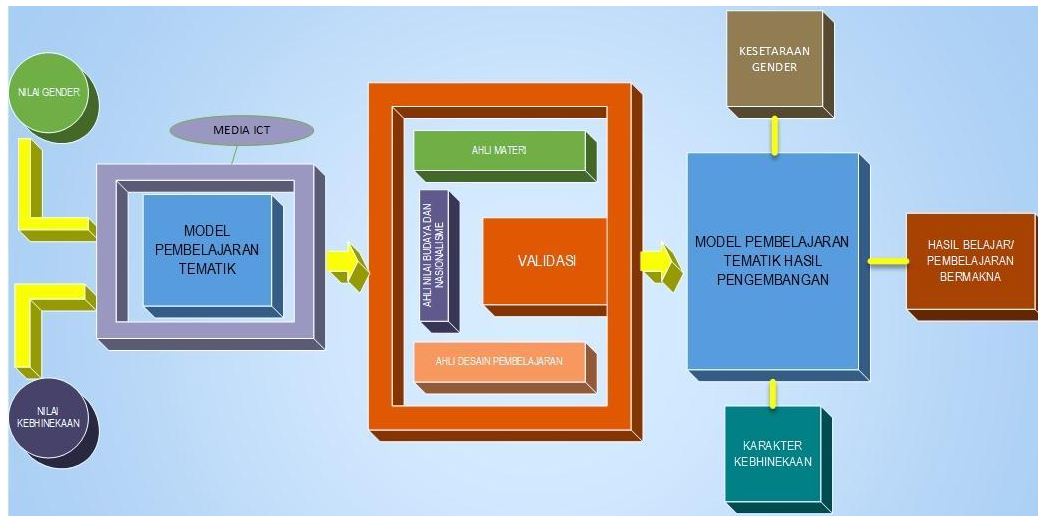 NILAI GENDER
MEDIA ICT
MODEL
PEMBELAJARAN
TEMATIK
NILAI
KEBHINEKAAN
AHLI MATERI
AHLI NILAI BUDAYA DAN
NASIONALISME
VALIDASI
AHLI DESAIN PEMBELAJARAN
KESETARAAN
GENDER
MODEL PEMBELAJARAN
TEMATIK HASIL
PENGEMBANGAN
HASIL BELAJAR/
PEMBELAJARAN
BERMAKNA
KARAKTER
KEBHINEKAAN